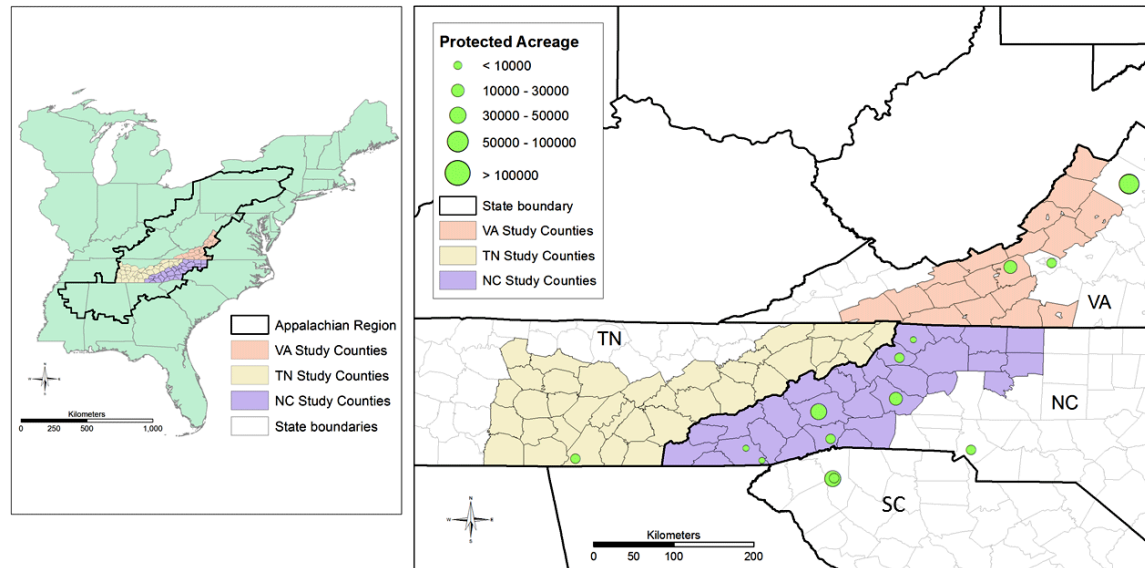 Appalachian Region
VA Study Counties
TN Study Counties
NC Study Counties
State boundaries
Kilometers
0 250 500 1,000
Protected Acreage
< 10000
10000 - 30000
30000 - 50000
50000 - 100000
> 100000
State boundary
VA Study Counties
TN Study Counties
NC Study Counties
VA
TN
NC
SC
N
W E
S
Kilometers
0 50 100 200